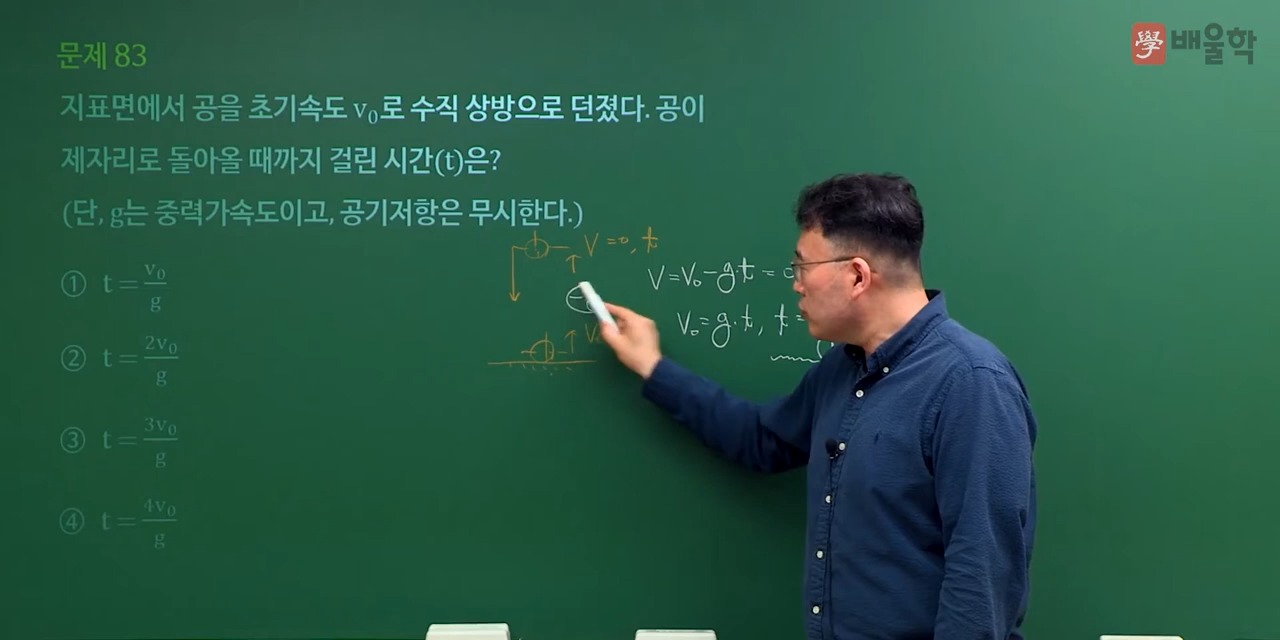 문제 83
學 배울학
지표면에서 공을 초기속도 v₀로 수직 상방으로 던졌다. 공이
제자리로 돌아올 때까지 걸린 시간(t)은?
(단, g는 중력가속도이고, 공기저항은 무시한다.)
① t = v₀/g
② t = 2v₀/g
③ t = 3v₀/g
④ t = 4v₀/g
V = 0, t
V = V₀ - g·t =
V₀ = g·t, t =